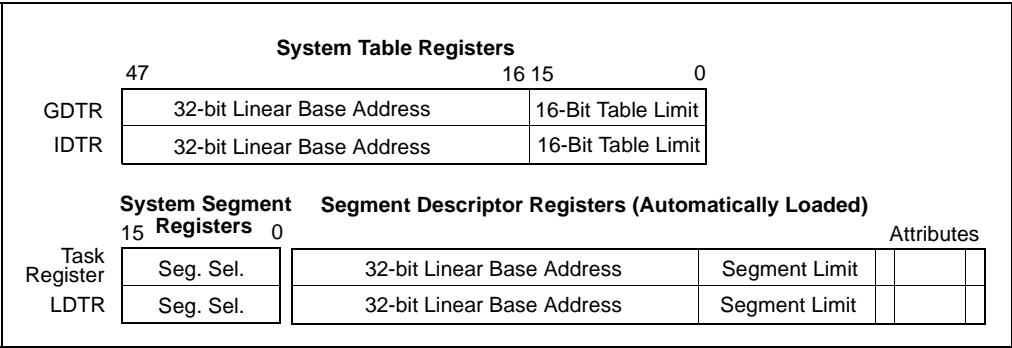 System Table Registers
47 16 15 0
GDTR 32-bit Linear Base Address 16-Bit Table Limit
IDTR 32-bit Linear Base Address 16-Bit Table Limit
System Segment Segment Descriptor Registers (Automatically Loaded)
15 Registers 0 Attributes
Task
Register Seg. Sel. 32-bit Linear Base Address Segment Limit
LDTR Seg. Sel. 32-bit Linear Base Address Segment Limit